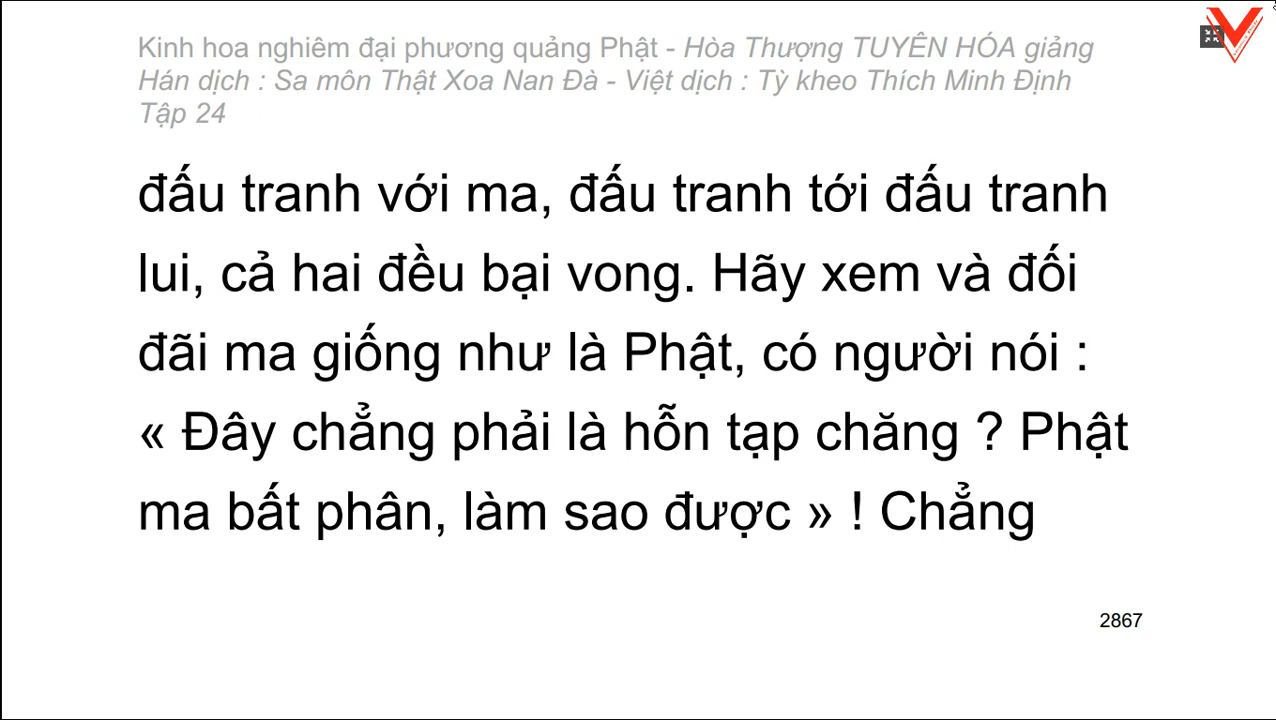 Kinh hoa nghiêm đại phương quảng Phật - Hòa Thượng TUYÊN HÓA giảng
Hán dịch : Sa môn Thật Xoa Nan Đà - Việt dịch : Tỳ kheo Thích Minh Định
Tập 24
đấu tranh với ma, đấu tranh tới đấu tranh
lui, cả hai đều bại vong. Hãy xem và đối
đãi ma giống như là Phật, có người nói :
« Đây chẳng phải là hỗn tạp chăng ? Phật
ma bất phân, làm sao được » ! Chẳng
2867